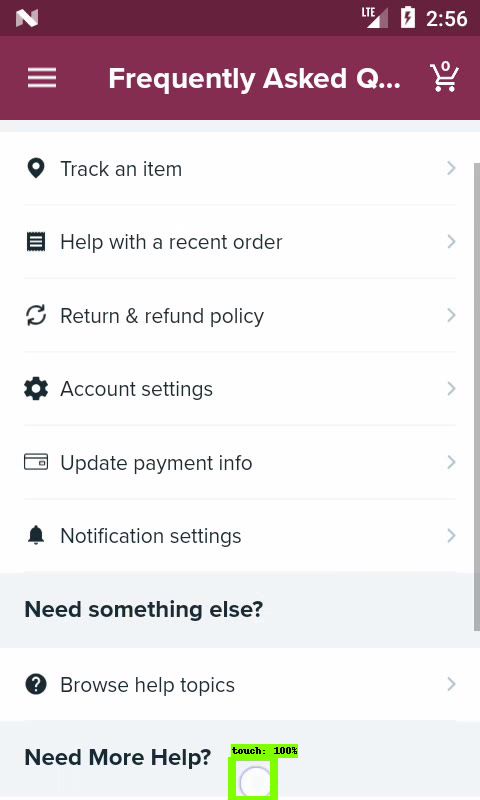 LTE
2:56
Frequently Asked Q...
0
Track an item
Help with a recent order
Return & refund policy
Account settings
Update payment info
Notification settings
Need something else?
Browse help topics
Need More Help?
touch: 100%